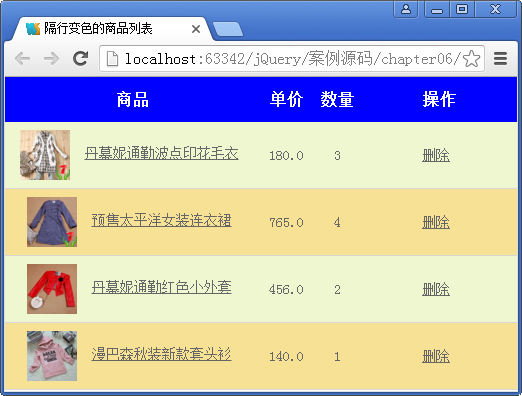 隔行变色的商品列表
localhost:63342/jQuery/案例源码/chapter06/
商品 单价 数量 操作
丹慕妮通勤波点印花毛衣 180.0 3 删除
预售太平洋女装连衣裙 765.0 4 删除
丹慕妮通勤红色小外套 456.0 2 删除
漫巴森秋装新款套头衫 140.0 1 删除